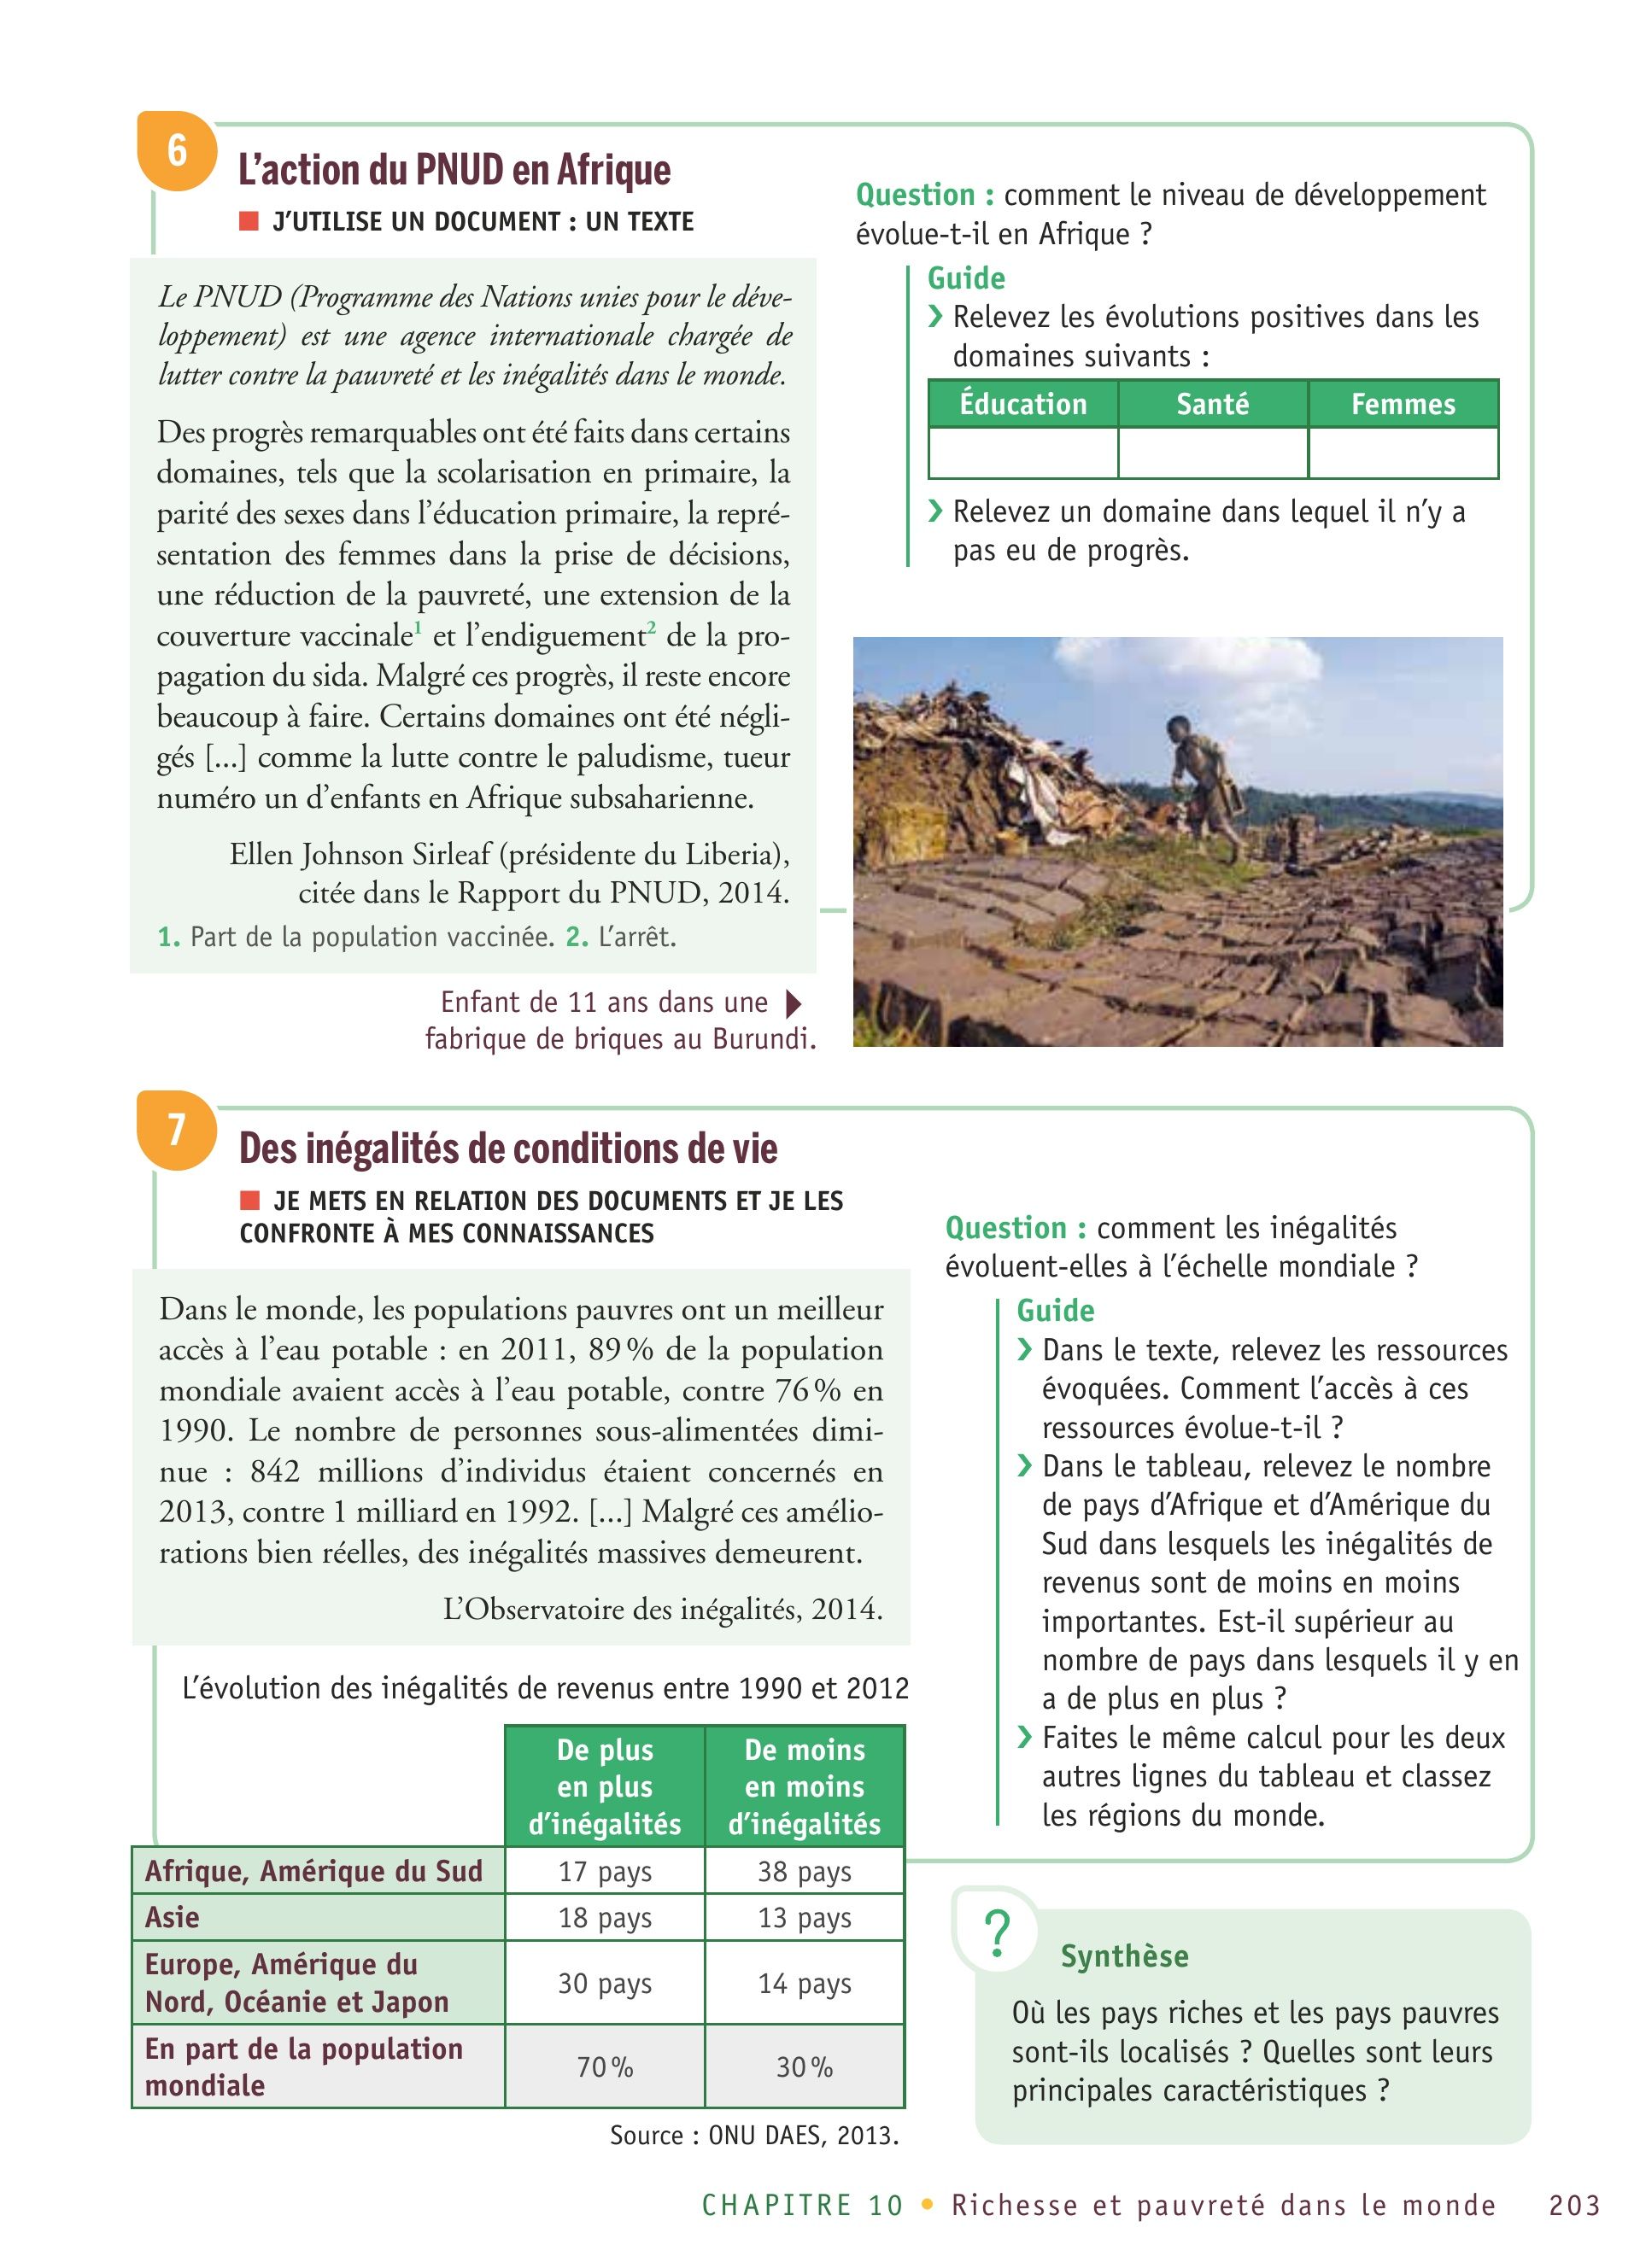 6
L'action du PNUD en Afrique
■ J'UTILISE UN DOCUMENT : UN TEXTE
Le PNUD (Programme des Nations unies pour le déve-
loppement) est une agence internationale chargée de
lutter contre la pauvreté et les inégalités dans le monde.
Des progrès remarquables ont été faits dans certains
domaines, tels que la scolarisation en primaire, la
parité des sexes dans l'éducation primaire, la repré-
sentation des femmes dans la prise de décisions,
une réduction de la pauvreté, une extension de la
couverture vaccinale1 et l'endiguement2 de la pro-
pagation du sida. Malgré ces progrès, il reste encore
beaucoup à faire. Certains domaines ont été négli-
gés [...] comme la lutte contre le paludisme, tueur
numéro un d'enfants en Afrique subsaharienne.
Ellen Johnson Sirleaf (présidente du Liberia),
citée dans le Rapport du PNUD, 2014.
1. Part de la population vaccinée. 2. L'arrêt.
Question : comment le niveau de développement
évolue-t-il en Afrique ?
Guide
❯ Relevez les évolutions positives dans les
domaines suivants :
Éducation Santé Femmes
❯ Relevez un domaine dans lequel il n'y a
pas eu de progrès.
Enfant de 11 ans dans une ▶
fabrique de briques au Burundi.
7
Des inégalités de conditions de vie
■ JE METS EN RELATION DES DOCUMENTS ET JE LES
CONFRONTE À MES CONNAISSANCES
Dans le monde, les populations pauvres ont un meilleur
accès à l'eau potable : en 2011, 89 % de la population
mondiale avaient accès à l'eau potable, contre 76 % en
1990. Le nombre de personnes sous-alimentées dimi-
nue : 842 millions d'individus étaient concernés en
2013, contre 1 milliard en 1992. [...] Malgré ces amélio-
rations bien réelles, des inégalités massives demeurent.
L'Observatoire des inégalités, 2014.
L'évolution des inégalités de revenus entre 1990 et 2012
De plus
en plus
d'inégalités
De moins
en moins
d'inégalités
Afrique, Amérique du Sud 17 pays 38 pays
Asie 18 pays 13 pays
Europe, Amérique du
Nord, Océanie et Japon 30 pays 14 pays
En part de la population
mondiale 70 % 30 %
Source : ONU DAES, 2013.
Question : comment les inégalités
évoluent-elles à l'échelle mondiale ?
Guide
❯ Dans le texte, relevez les ressources
évoquées. Comment l'accès à ces
ressources évolue-t-il ?
❯ Dans le tableau, relevez le nombre
de pays d'Afrique et d'Amérique du
Sud dans lesquels les inégalités de
revenus sont de moins en moins
importantes. Est-il supérieur au
nombre de pays dans lesquels il y en
a de plus en plus ?
❯ Faites le même calcul pour les deux
autres lignes du tableau et classez
les régions du monde.
?
Synthèse
Où les pays riches et les pays pauvres
sont-ils localisés ? Quelles sont leurs
principales caractéristiques ?
CHAPITRE 10 • Richesse et pauvreté dans le monde 203